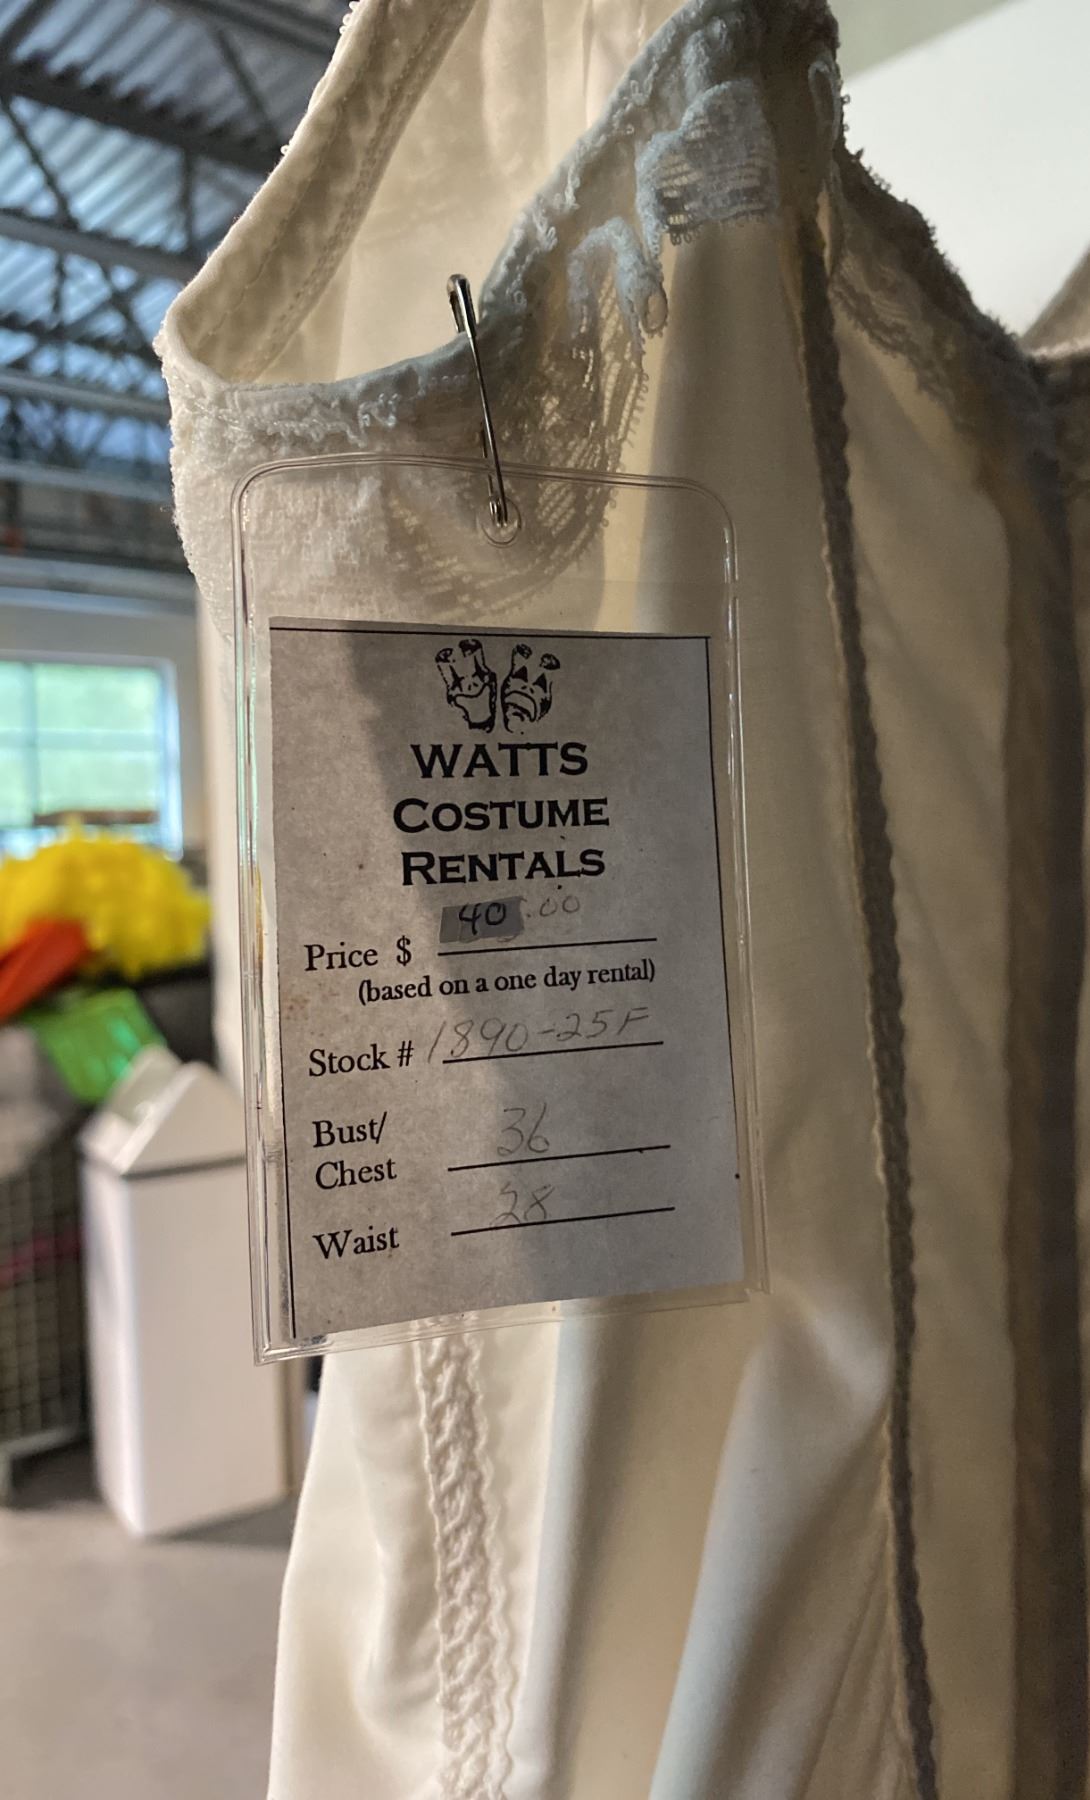 WATTS
COSTUME
RENTALS
Price $ 40.00
(based on a one day rental)
Stock # 1890-25F
Bust/
Chest 36
Waist 28